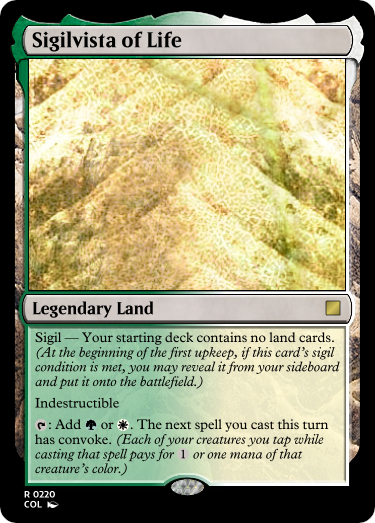 Sigilvista of Life
Legendary Land
Sigil — Your starting deck contains no land cards.
(At the beginning of the first upkeep, if this card's sigil
condition is met, you may reveal it from your sideboard
and put it onto the battlefield.)
Indestructible
: Add or . The next spell you cast this turn
has convoke. (Each of your creatures you tap while
casting that spell pays for 1 or one mana of that
creature's color.)
R 0220
COL